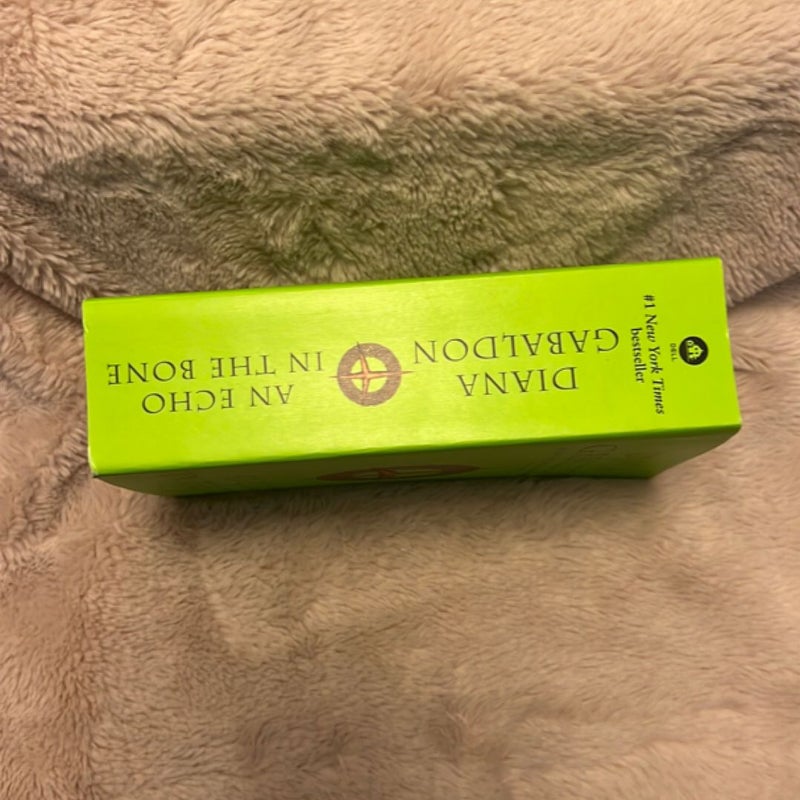 #1 New York Times
bestseller
DELL
DIANA
GABALDON
AN ECHO
IN THE BONE